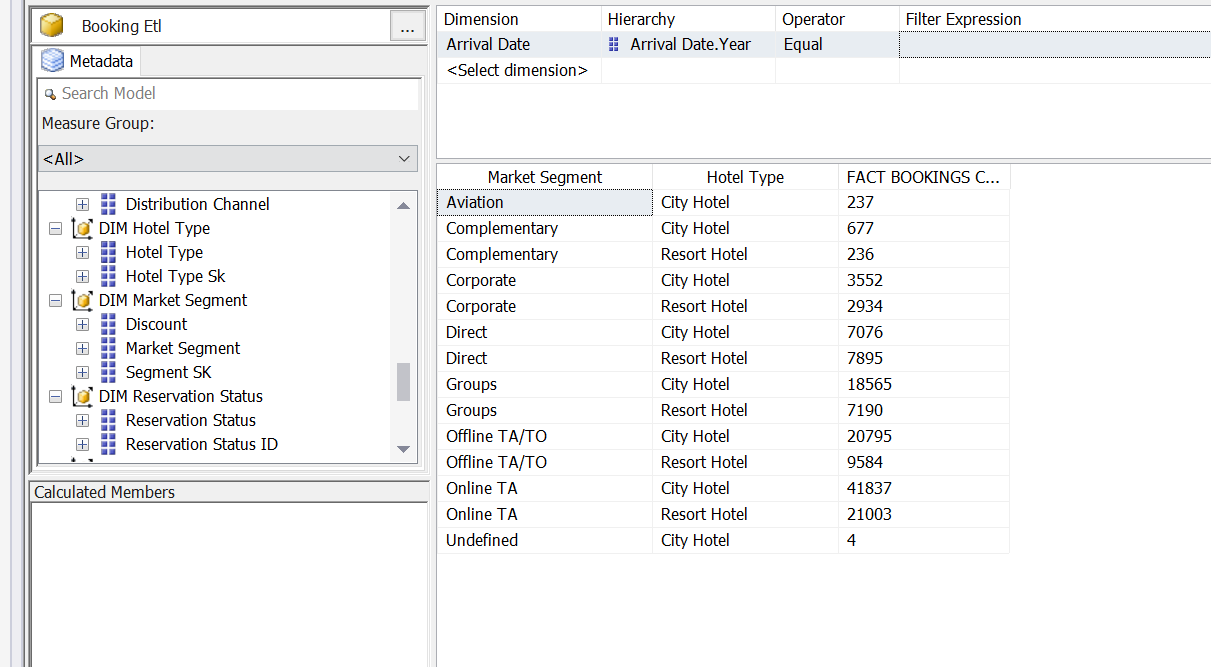 Booking Etl
...
Metadata
Search Model
Measure Group:
<All>
Distribution Channel
DIM Hotel Type
Hotel Type
Hotel Type Sk
DIM Market Segment
Discount
Market Segment
Segment SK
DIM Reservation Status
Reservation Status
Reservation Status ID
Calculated Members
Dimension Hierarchy Operator Filter Expression
Arrival Date Arrival Date.Year Equal
<Select dimension>
Market Segment Hotel Type FACT BOOKINGS C...
Aviation City Hotel 237
Complementary City Hotel 677
Complementary Resort Hotel 236
Corporate City Hotel 3552
Corporate Resort Hotel 2934
Direct City Hotel 7076
Direct Resort Hotel 7895
Groups City Hotel 18565
Groups Resort Hotel 7190
Offline TA/TO City Hotel 20795
Offline TA/TO Resort Hotel 9584
Online TA City Hotel 41837
Online TA Resort Hotel 21003
Undefined City Hotel 4